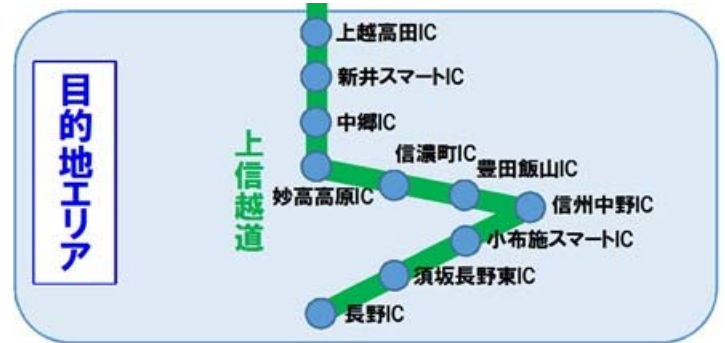 目的地エリア
上信越道
上越高田IC
新井スマートIC
中郷IC
妙高高原IC
信濃町IC
豊田飯山IC
信州中野IC
小布施スマートIC
須坂長野東IC
長野IC